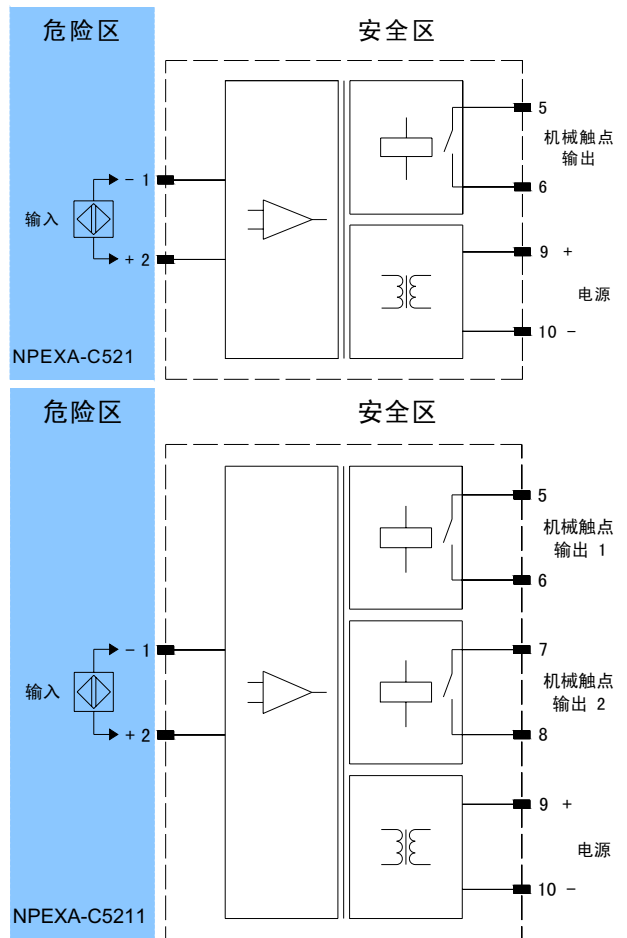 危险区
安全区
5
机械触点
输出
6
- 1
输入
+ 2
9 +
电源
10 -
NPEXA-C521
危险区
安全区
5
机械触点
输出 1
6
- 1
7
输入
机械触点
输出 2
+ 2
8
9 +
电源
10 -
NPEXA-C5211